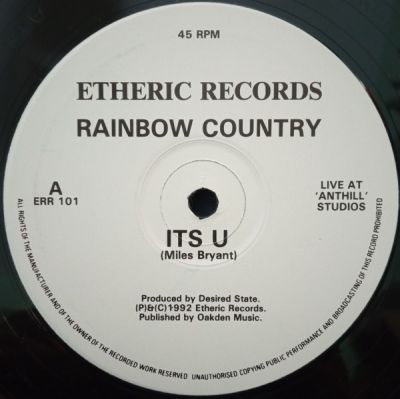 45 RPM
ETHERIC RECORDS
RAINBOW COUNTRY
A
ERR 101
LIVE AT
'ANTHILL'
STUDIOS
ITS U
(Miles Bryant)
Produced by Desired State.
(P)&(C)1992 Etheric Records.
Published by Oakden Music.
ALL RIGHTS OF THE MANUFACTURER AND OF THE OWNER OF THE RECORDED WORK RESERVED UNAUTHORISED COPYING PUBLIC PERFORMANCE AND BROADCASTING OF THIS RECORD PROHIBITED